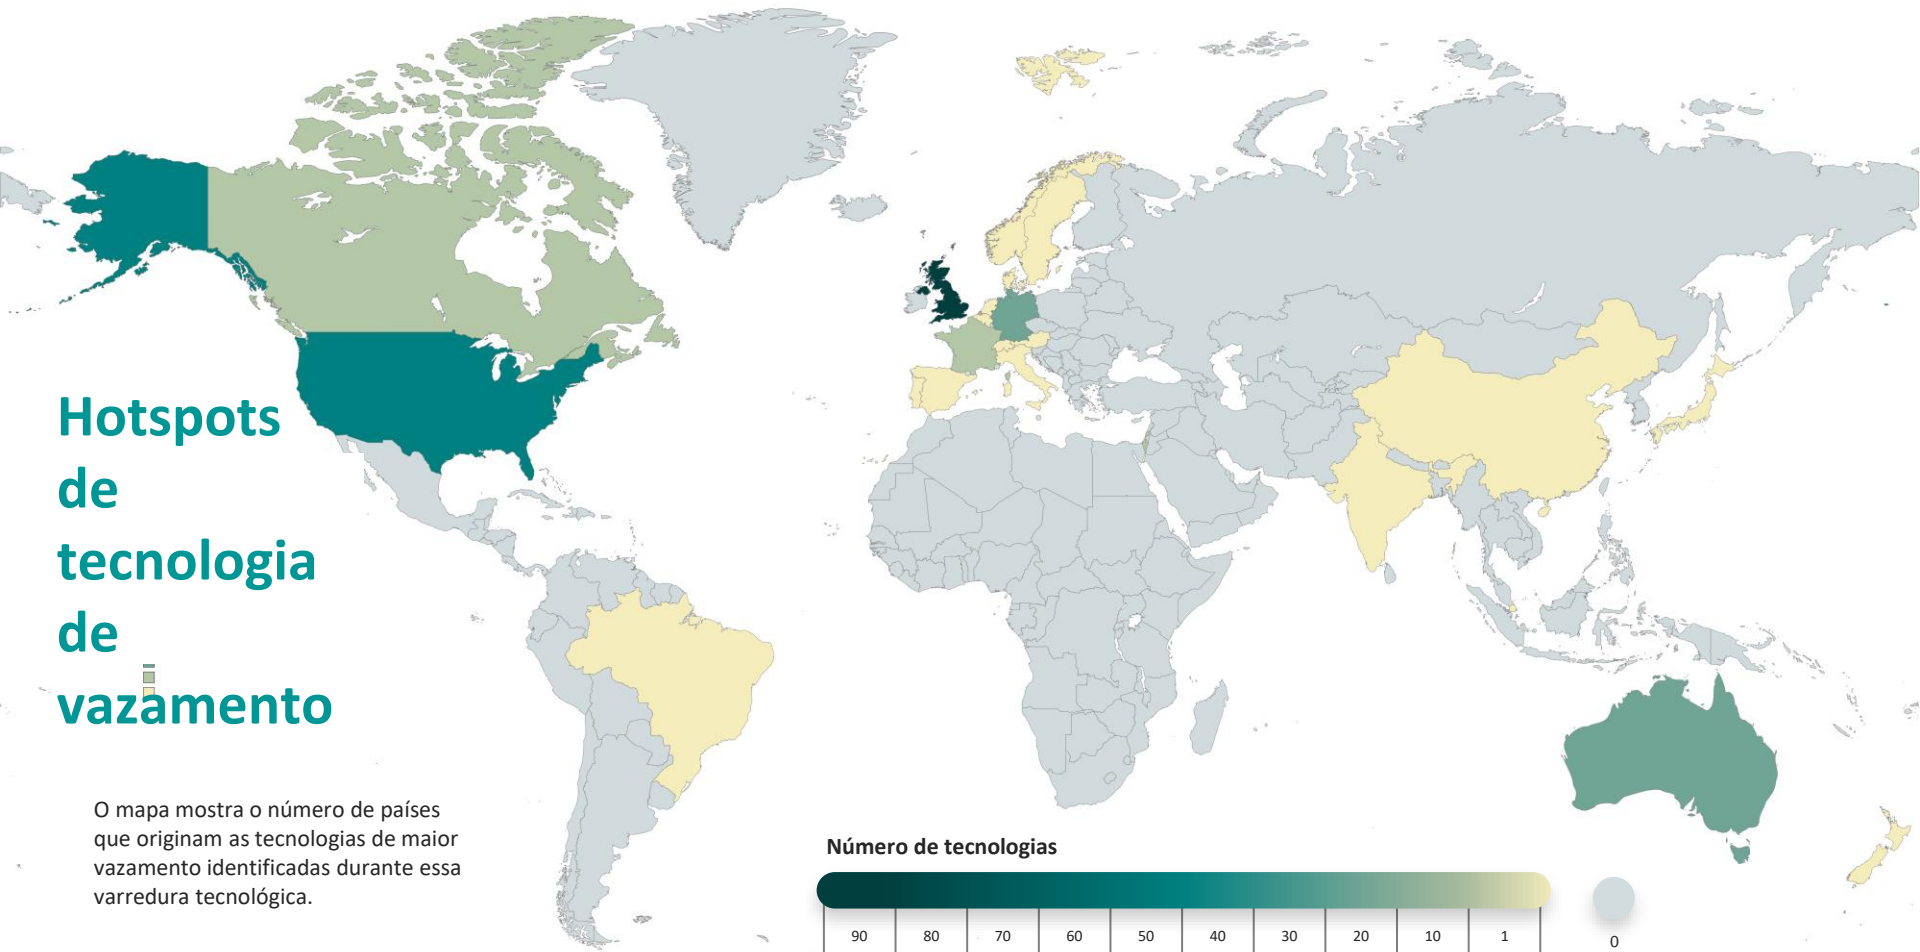 Hotspots
de
tecnologia
de
vazamento
O mapa mostra o número de países
que originam as tecnologias de maior
vazamento identificadas durante essa
varredura tecnológica.
Número de tecnologias
90 80 70 60 50 40 30 20 10 1 0